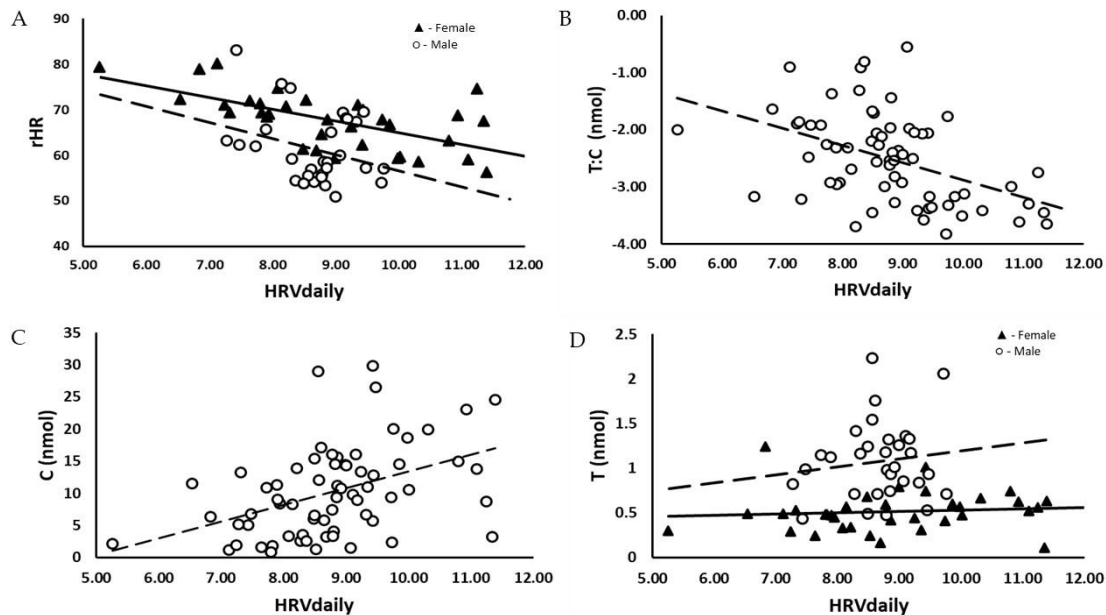 A
90
80
70
60
50
40
rHR
▲ - Female
○ - Male
5.00 6.00 7.00 8.00 9.00 10.00 11.00 12.00
HRVdaily
B
0.00
-1.00
-2.00
-3.00
-4.00
T:C (nmol)
5.00 6.00 7.00 8.00 9.00 10.00 11.00 12.00
HRVdaily
C
35
30
25
20
15
10
5
0
C (nmol)
5.00 6.00 7.00 8.00 9.00 10.00 11.00 12.00
HRVdaily
D
2.5
2
1.5
1
0.5
0
T (nmol)
▲ - Female
○ - Male
5.00 6.00 7.00 8.00 9.00 10.00 11.00 12.00
HRVdaily